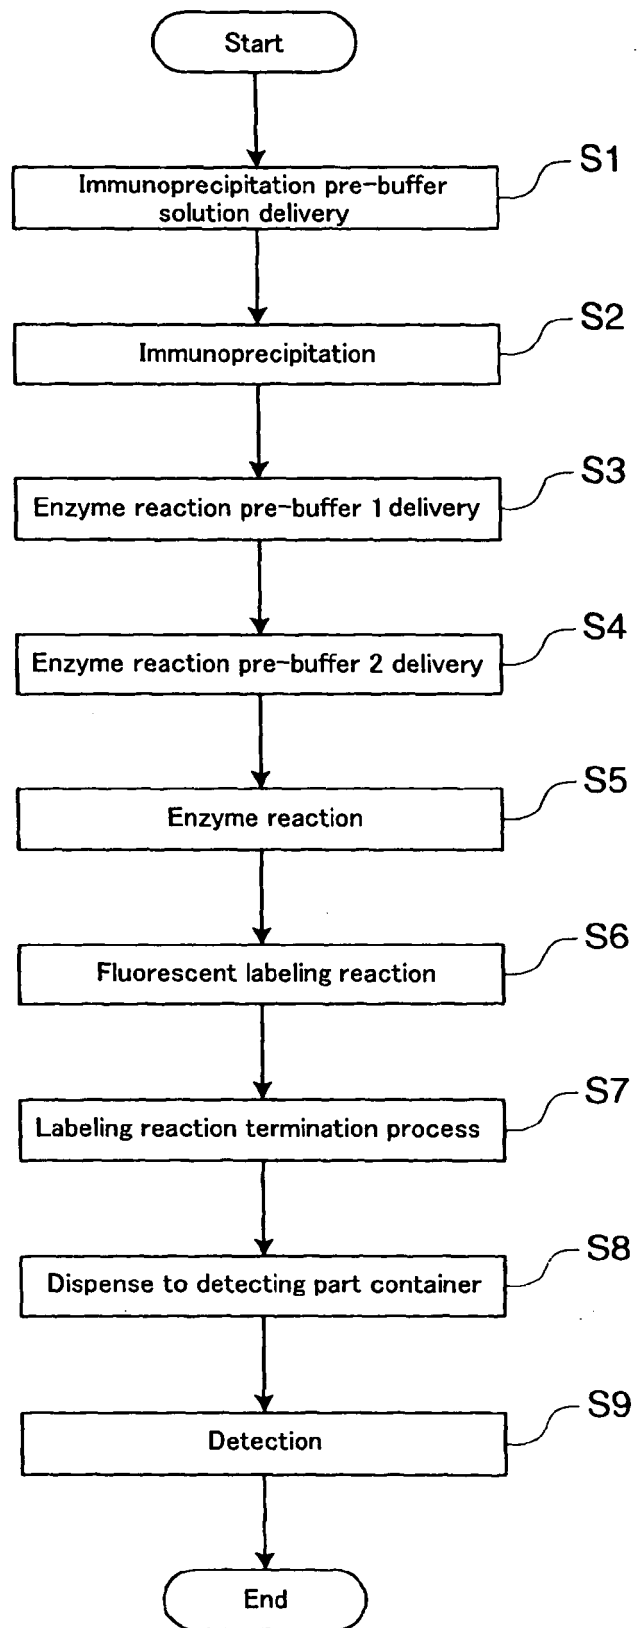 Start
S1
Immunoprecipitation pre-buffer
solution delivery
S2
Immunoprecipitation
S3
Enzyme reaction pre-buffer 1 delivery
S4
Enzyme reaction pre-buffer 2 delivery
S5
Enzyme reaction
S6
Fluorescent labeling reaction
S7
Labeling reaction termination process
S8
Dispense to detecting part container
S9
Detection
End